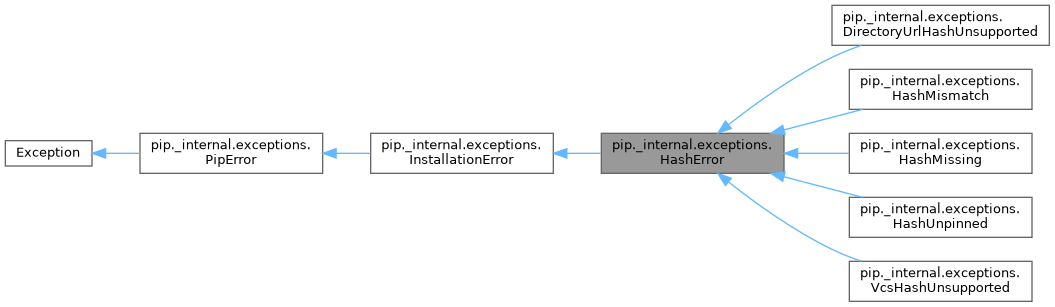 Exception
pip._internal.exceptions.
PipError
pip._internal.exceptions.
InstallationError
pip._internal.exceptions.
HashError
pip._internal.exceptions.
DirectoryUrlHashUnsupported
pip._internal.exceptions.
HashMismatch
pip._internal.exceptions.
HashMissing
pip._internal.exceptions.
HashUnpinned
pip._internal.exceptions.
VcsHashUnsupported